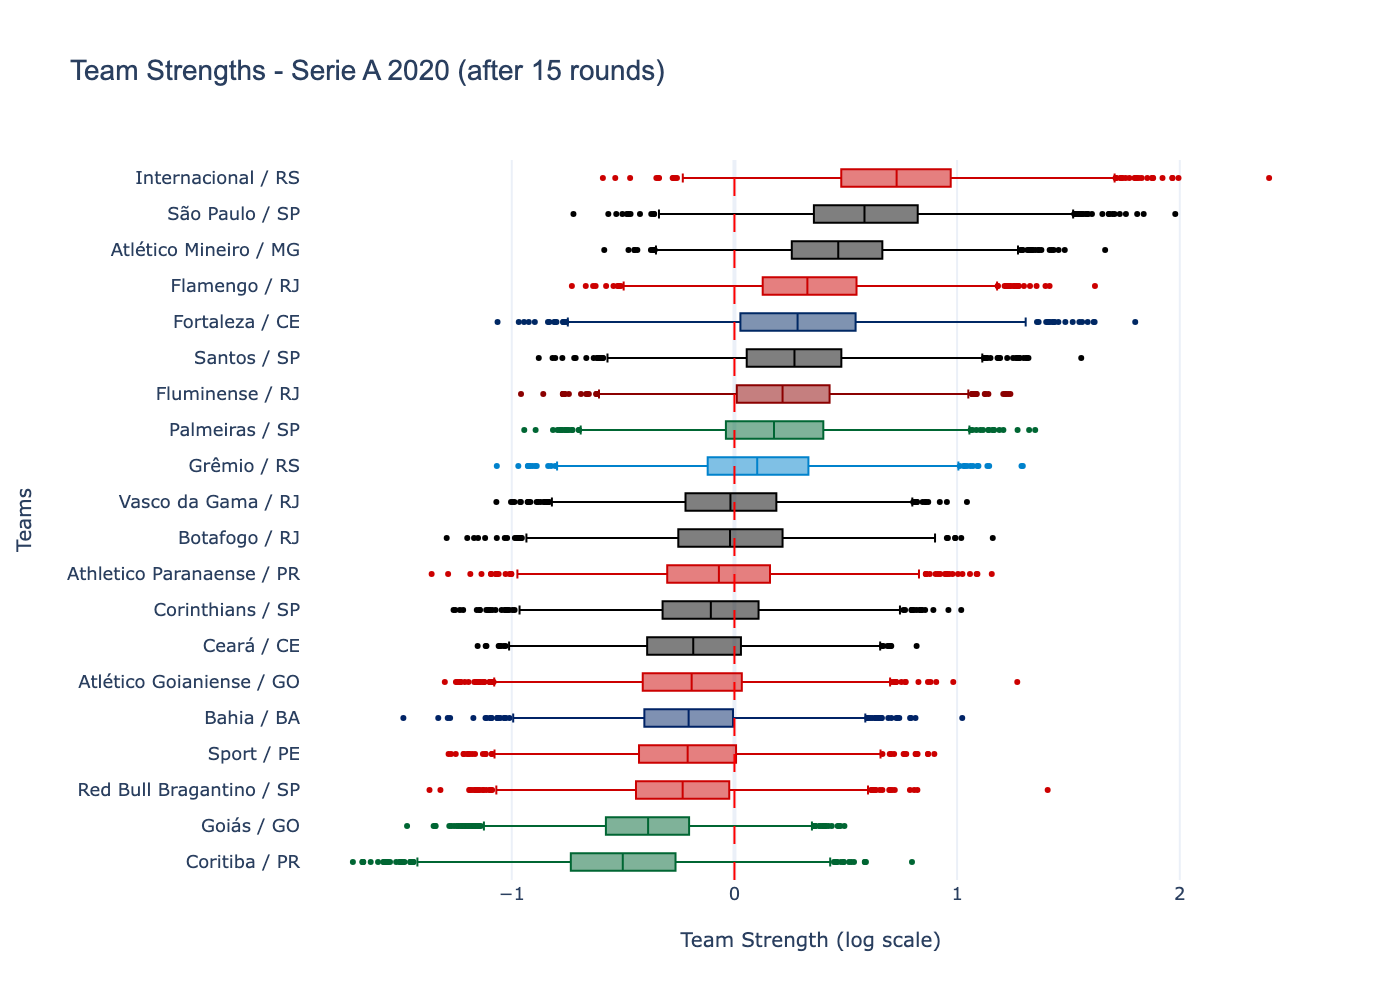 Team Strengths - Serie A 2020 (after 15 rounds)
Teams
Internacional / RS
São Paulo / SP
Atlético Mineiro / MG
Flamengo / RJ
Fortaleza / CE
Santos / SP
Fluminense / RJ
Palmeiras / SP
Grêmio / RS
Vasco da Gama / RJ
Botafogo / RJ
Athletico Paranaense / PR
Corinthians / SP
Ceará / CE
Atlético Goianiense / GO
Bahia / BA
Sport / PE
Red Bull Bragantino / SP
Goiás / GO
Coritiba / PR
−1 0 1 2
Team Strength (log scale)